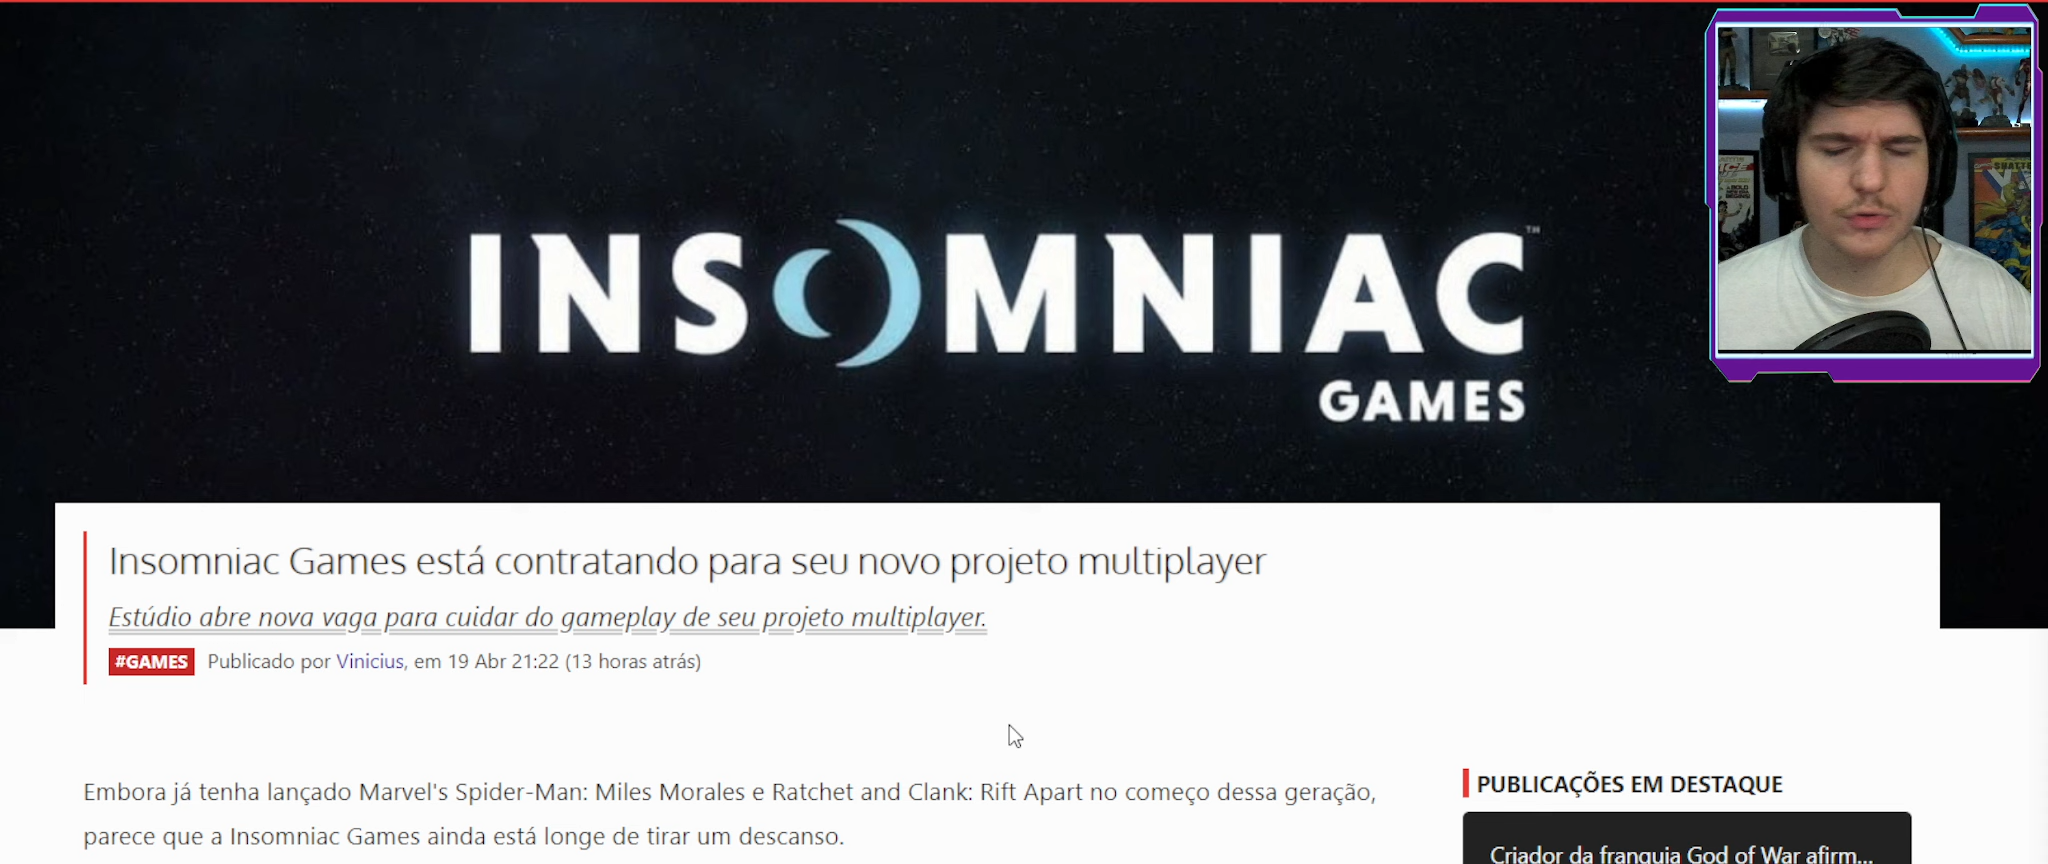 INSOMNIAC™
GAMES
Insomniac Games está contratando para seu novo projeto multiplayer
Estúdio abre nova vaga para cuidar do gameplay de seu projeto multiplayer.
#GAMES Publicado por Vinicius, em 19 Abr 21:22 (13 horas atrás)
Embora já tenha lançado Marvel's Spider-Man: Miles Morales e Ratchet and Clank: Rift Apart no começo dessa geração,
parece que a Insomniac Games ainda está longe de tirar um descanso.
PUBLICAÇÕES EM DESTAQUE
Criador da franquia God of War afirm...